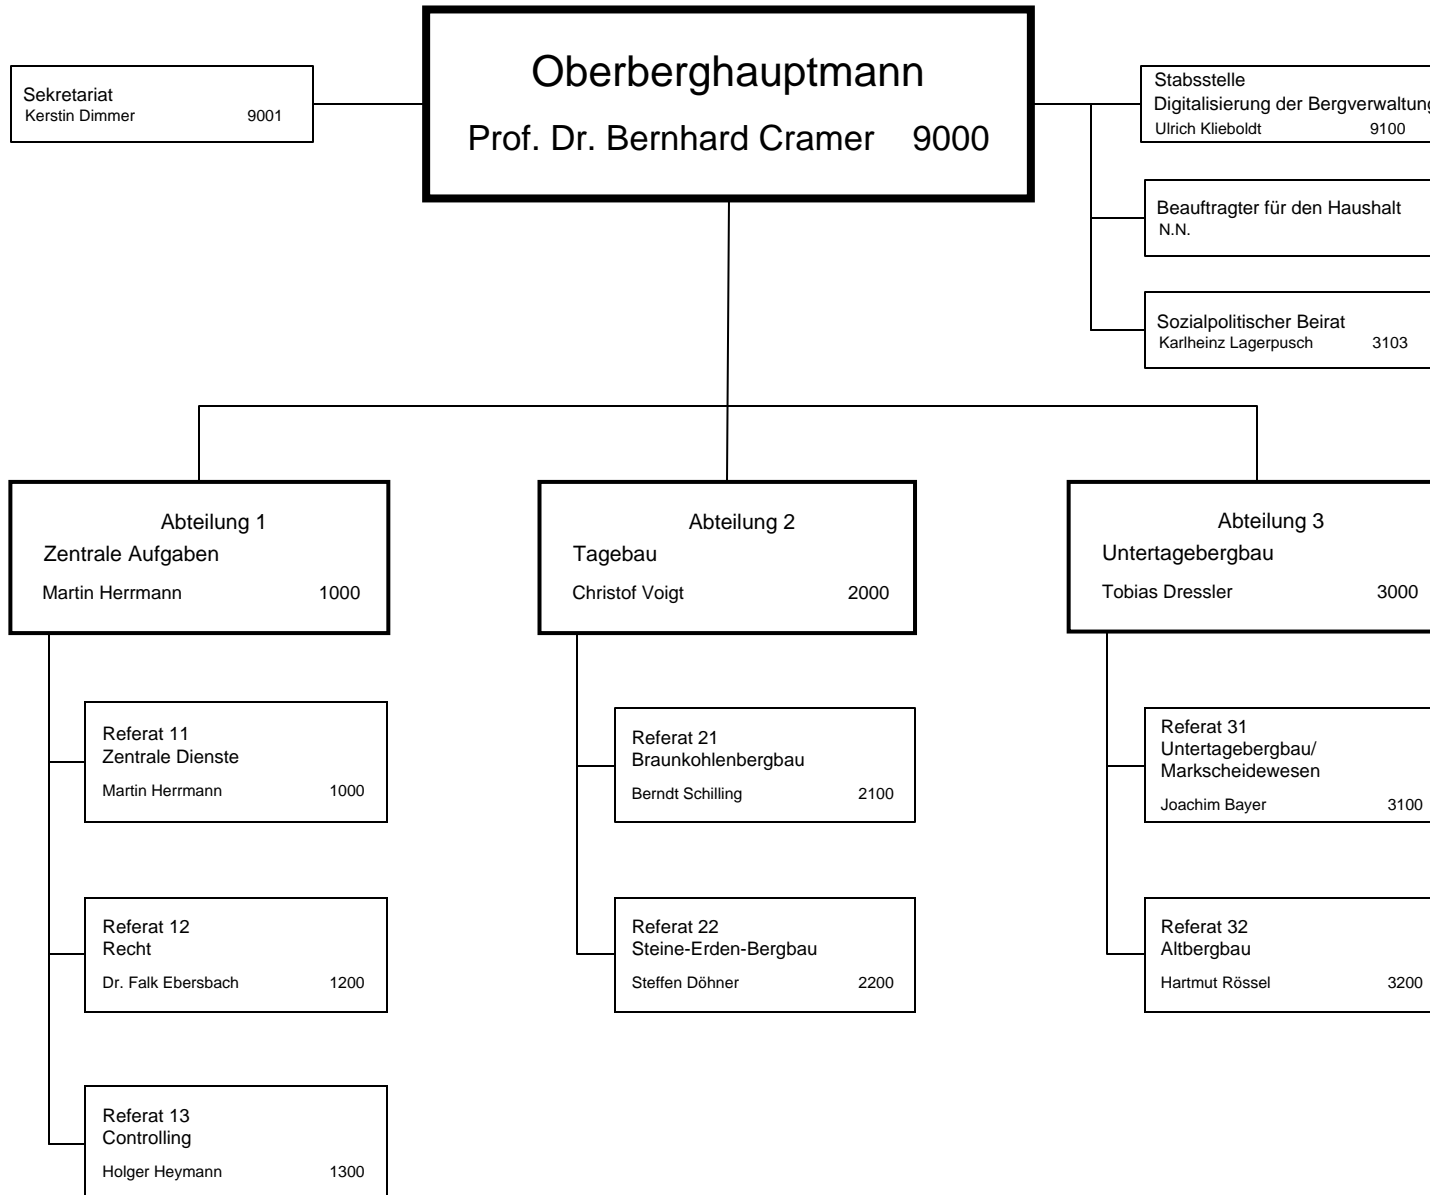 Oberberghauptmann
Prof. Dr. Bernhard Cramer 9000
Sekretariat
Kerstin Dimmer 9001
Stabsstelle
Digitalisierung der Bergverwaltung
Ulrich Klieboldt 9100
Beauftragter für den Haushalt
N.N.
Sozialpolitischer Beirat
Karlheinz Lagerpusch 3103
Abteilung 1
Zentrale Aufgaben
Martin Herrmann 1000
Abteilung 2
Tagebau
Christof Voigt 2000
Abteilung 3
Untertagebergbau
Tobias Dressler 3000
Referat 11
Zentrale Dienste
Martin Herrmann 1000
Referat 21
Braunkohlenbergbau
Berndt Schilling 2100
Referat 31
Untertagebergbau/
Markscheidewesen
Joachim Bayer 3100
Referat 12
Recht
Dr. Falk Ebersbach 1200
Referat 22
Steine-Erden-Bergbau
Steffen Döhner 2200
Referat 32
Altbergbau
Hartmut Rössel 3200
Referat 13
Controlling
Holger Heymann 1300